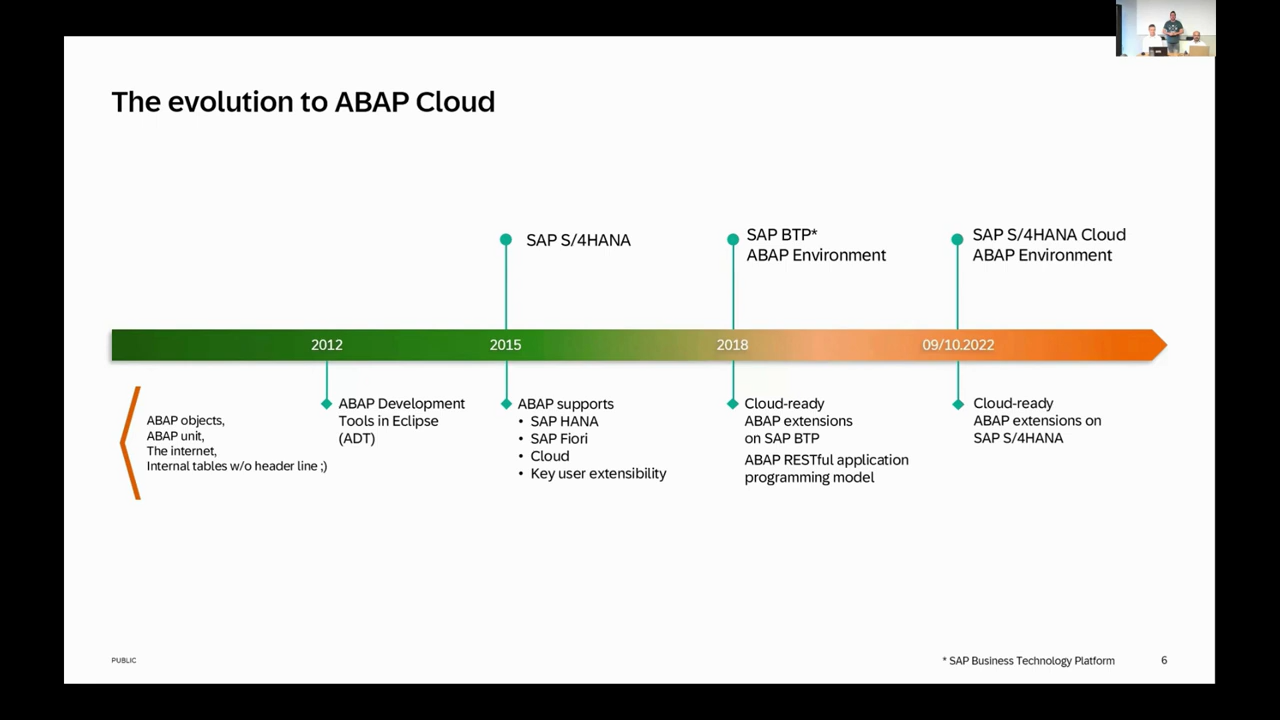 The evolution to ABAP Cloud
SAP S/4HANA
SAP BTP*
ABAP Environment
SAP S/4HANA Cloud
ABAP Environment
2012
2015
2018
09/10.2022
ABAP objects,
ABAP unit,
The internet,
Internal tables w/o header line ;)
ABAP Development
Tools in Eclipse
(ADT)
ABAP supports
• SAP HANA
• SAP Fiori
• Cloud
• Key user extensibility
Cloud-ready
ABAP extensions
on SAP BTP
ABAP RESTful application
programming model
Cloud-ready
ABAP extensions on
SAP S/4HANA
PUBLIC
* SAP Business Technology Platform
6